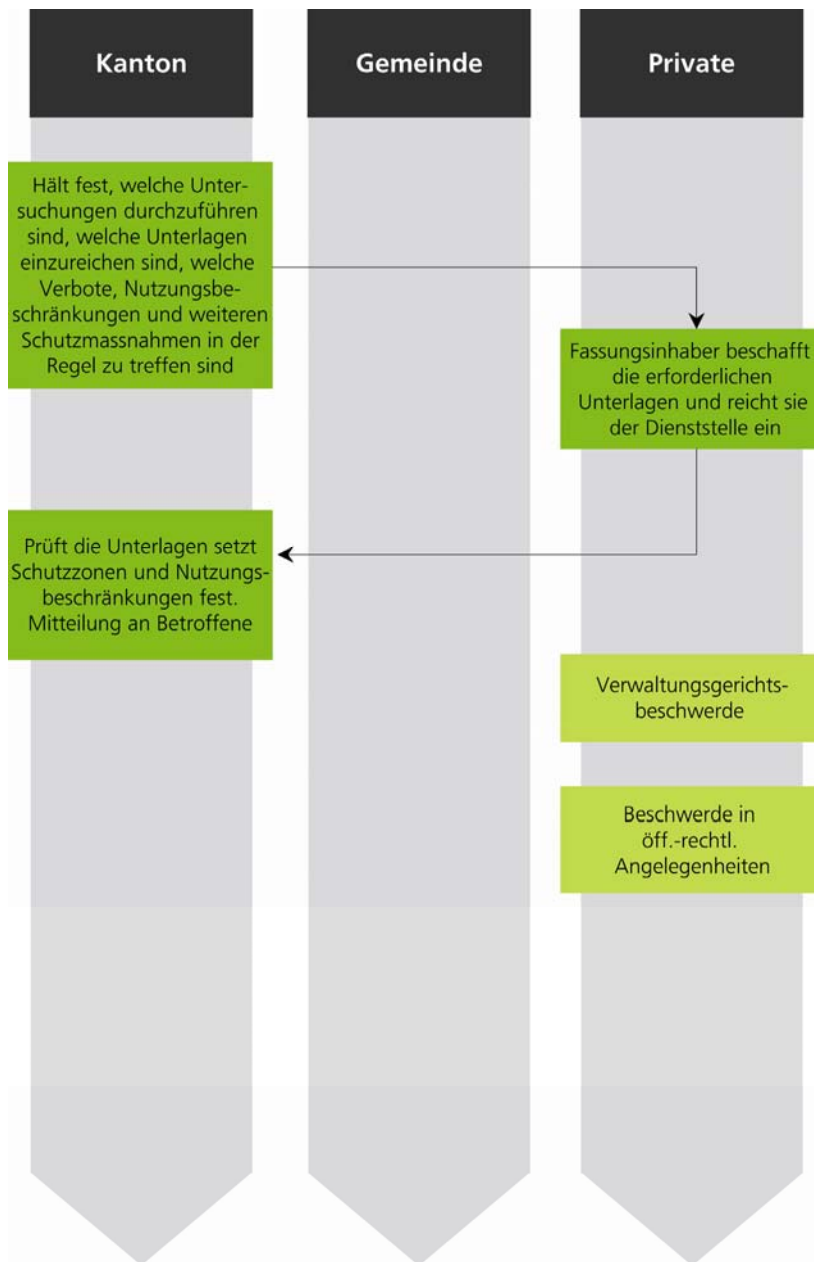 Kanton
Gemeinde
Private
Hält fest, welche Unter-
suchungen durchzuführen
sind, welche Unterlagen
einzureichen sind, welche
Verbote, Nutzungsbe-
schränkungen und weiteren
Schutzmassnahmen in der
Regel zu treffen sind
Fassungsinhaber beschafft
die erforderlichen
Unterlagen und reicht sie
der Dienststelle ein
Prüft die Unterlagen setzt
Schutzzonen und Nutzungs-
beschränkungen fest.
Mitteilung an Betroffene
Verwaltungsgerichts-
beschwerde
Beschwerde in
öff.-rechtl.
Angelegenheiten